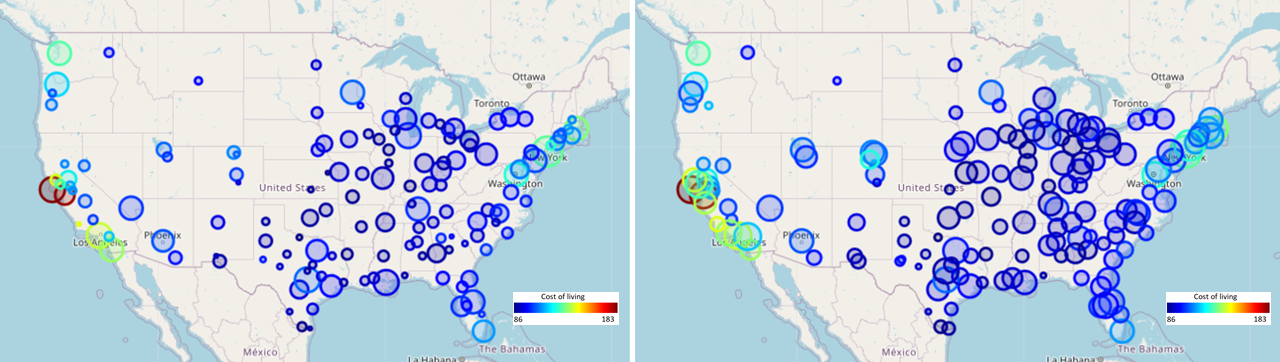 Ottawa
Toronto
New York
Washington
United States
Los Angeles
Phoenix
Cost of living
86
183
México
The Bahamas
La Habana
Ottawa
Toronto
New York
Washington
United States
Los Angeles
Phoenix
Cost of living
86
183
México
The Bahamas
La Habana